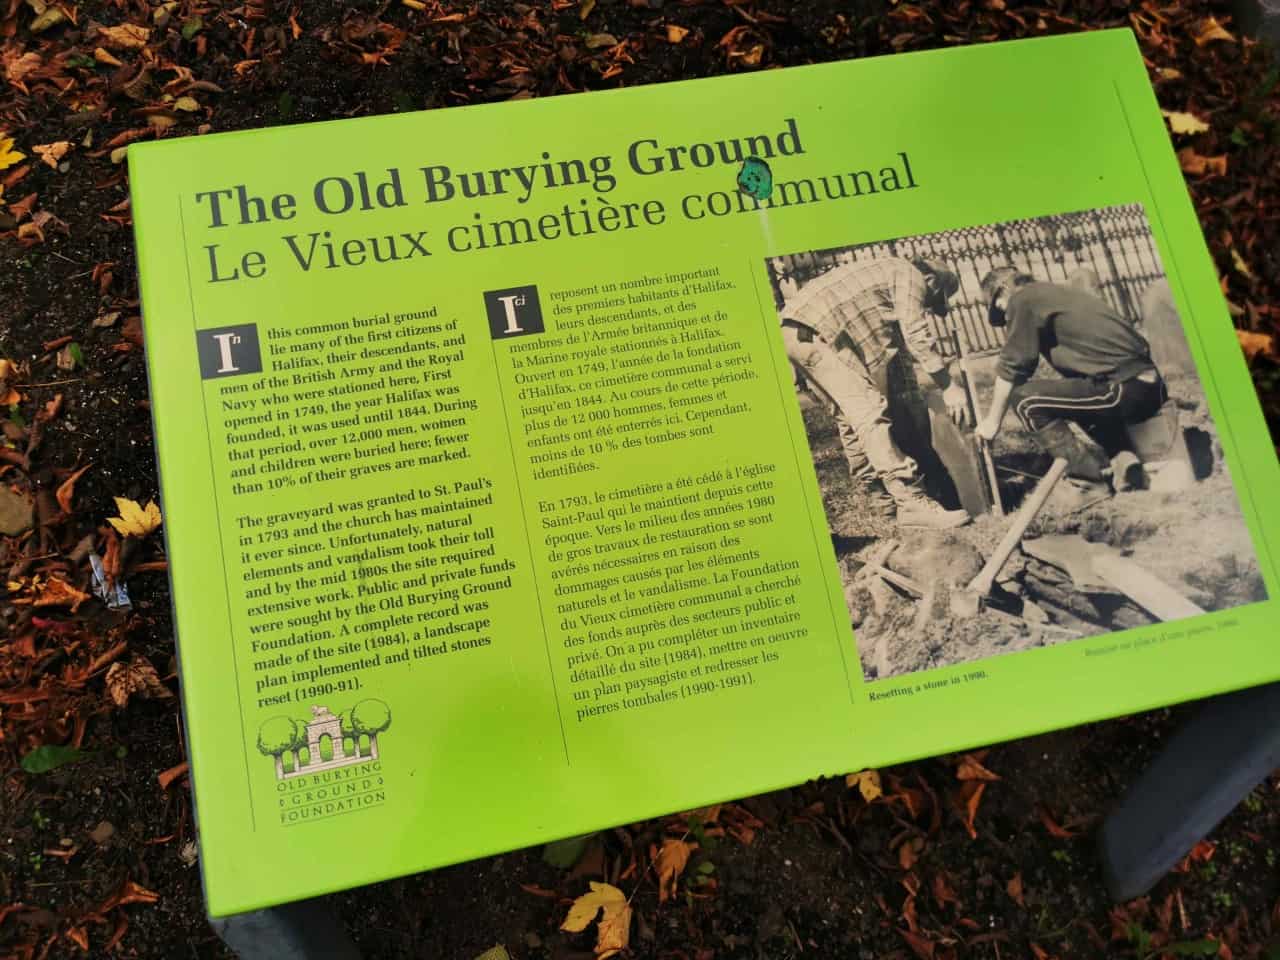 The Old Burying Ground
Le Vieux cimetière communal
In this common burial ground
lie many of the first citizens of
Halifax, their descendants, and
men of the British Army and the Royal
Navy who were stationed here. First
opened in 1749, the year Halifax was
founded, it was used until 1844. During
that period, over 12,000 men, women
and children were buried here; fewer
than 10% of their graves are marked.
The graveyard was granted to St. Paul's
in 1793 and the church has maintained
it ever since. Unfortunately, natural
elements and vandalism took their toll
and by the mid 1980s the site required
extensive work. Public and private funds
were sought by the Old Burying Ground
Foundation. A complete record was
made of the site (1984), a landscape
plan implemented and tilted stones
reset (1990-91).
OLD BURYING
GROUND
FOUNDATION
Ici reposent un nombre important
des premiers habitants d'Halifax,
leurs descendants, et des
membres de l'Armée britannique et de
la Marine royale stationnés à Halifax.
Ouvert en 1749, l'année de la fondation
d'Halifax, ce cimetière communal a servi
jusqu'en 1844. Au cours de cette période,
plus de 12 000 hommes, femmes et
enfants ont été enterrés ici. Cependant,
moins de 10 % des tombes sont
identifiées.
En 1793, le cimetière a été cédé à l'église
Saint-Paul qui le maintient depuis cette
époque. Vers le milieu des années 1980
de gros travaux de restauration se sont
avérés nécessaires en raison des
dommages causés par les éléments
naturels et le vandalisme. La Foundation
du Vieux cimetière communal a cherché
des fonds auprès des secteurs public et
privé. On a pu compléter un inventaire
détaillé du site (1984), mettre en oeuvre
un plan paysagiste et redresser les
pierres tombales (1990-1991).
Resetting a stone in 1990.
Remise en place d'une pierre, 1990.